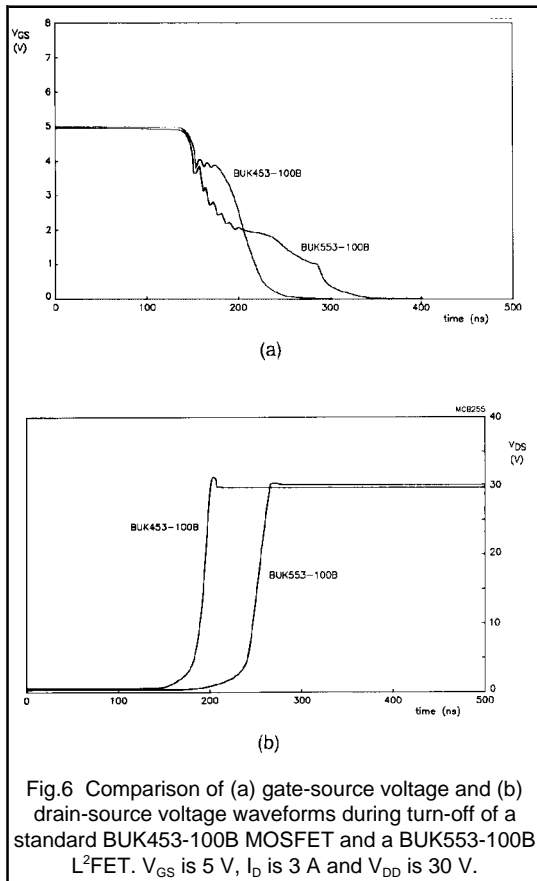 V_GS
(V)
8
7
6
5
4
3
2
1
0
BUK453-100B
BUK553-100B
0
100
200
300
400
500
time (ns)
(a)
MCB255
40
V_DS
(V)
30
20
10
0
BUK453-100B
BUK553-100B
0
100
200
300
400
500
time (ns)
(b)
Fig.6 Comparison of (a) gate-source voltage and (b)
drain-source voltage waveforms during turn-off of a
standard BUK453-100B MOSFET and a BUK553-100B
L²FET. V_GS is 5 V, I_D is 3 A and V_DD is 30 V.